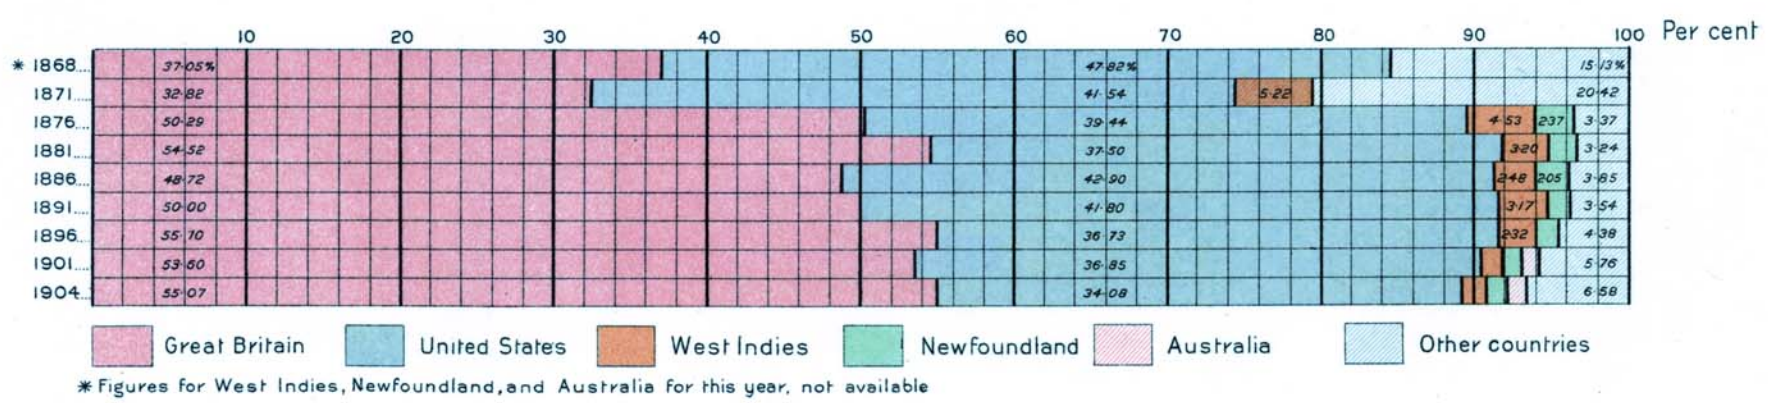 10 20 30 40 50 60 70 80 90 100 Per cent
* 1868.... 37·05% 47·82% 15·13%
1871.... 32·82 41·54 5·22 20·42
1876.... 50·29 39·44 4·53 2·37 3·37
1881.... 54·52 37·50 3·20 3·24
1886.... 48·72 42·90 2·48 2·05 3·85
1891.... 50·00 41·80 3·17 3·54
1896.... 55·10 36·73 2·32 4·38
1901.... 53·60 36·85 5·76
1904.... 55·07 34·08 6·58
Great Britain United States West Indies Newfoundland Australia Other countries
* Figures for West Indies, Newfoundland, and Australia for this year, not available